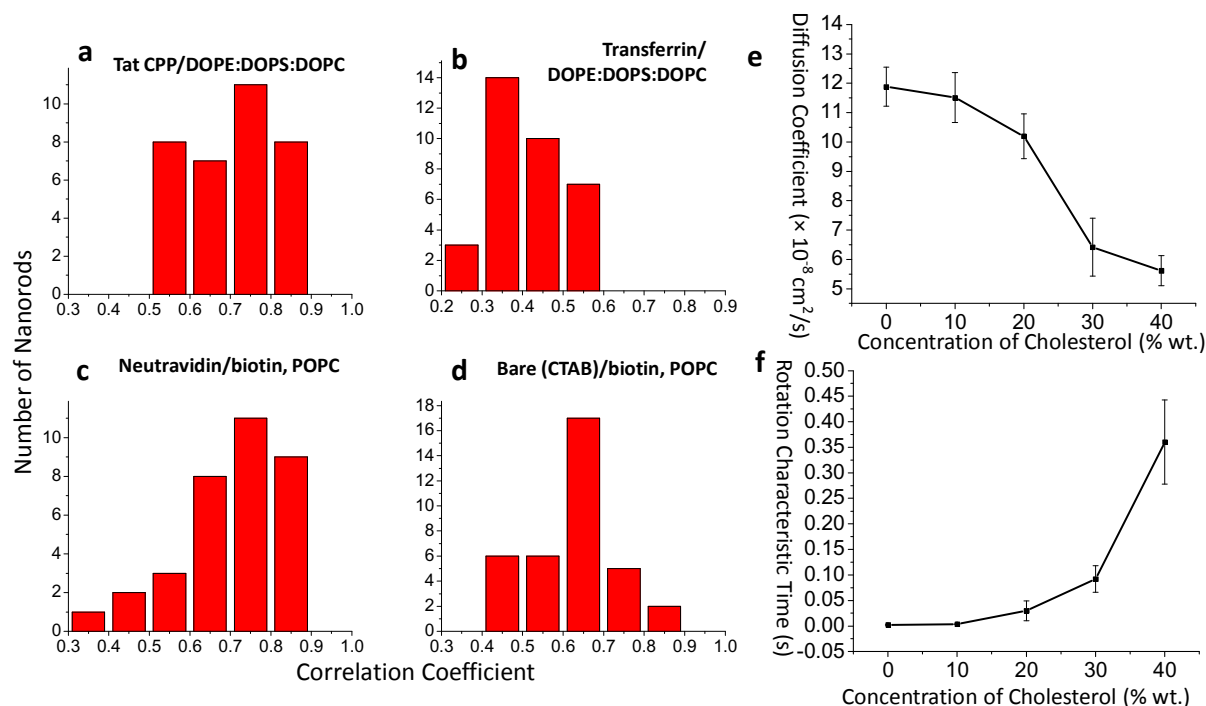 a
Tat CPP/DOPE:DOPS:DOPC
10
8
6
4
2
0
0.3 0.4 0.5 0.6 0.7 0.8 0.9 1.0
b
Transferrin/
DOPE:DOPS:DOPC
14
12
10
8
6
4
2
0
0.2 0.3 0.4 0.5 0.6 0.7 0.8 0.9
c
Neutravidin/biotin, POPC
10
8
6
4
2
0
0.3 0.4 0.5 0.6 0.7 0.8 0.9 1.0
d
Bare (CTAB)/biotin, POPC
18
16
14
12
10
8
6
4
2
0
0.3 0.4 0.5 0.6 0.7 0.8 0.9 1.0
Number of Nanorods
Correlation Coefficient
e
Diffusion Coefficient (× 10-8 cm2/s)
14
13
12
11
10
9
8
7
6
5
0 10 20 30 40
Concentration of Cholesterol (% wt.)
f
Rotation Characteristic Time (s)
0.50
0.45
0.40
0.35
0.30
0.25
0.20
0.15
0.10
0.05
0.00
-0.05
0 10 20 30 40
Concentration of Cholesterol (% wt.)